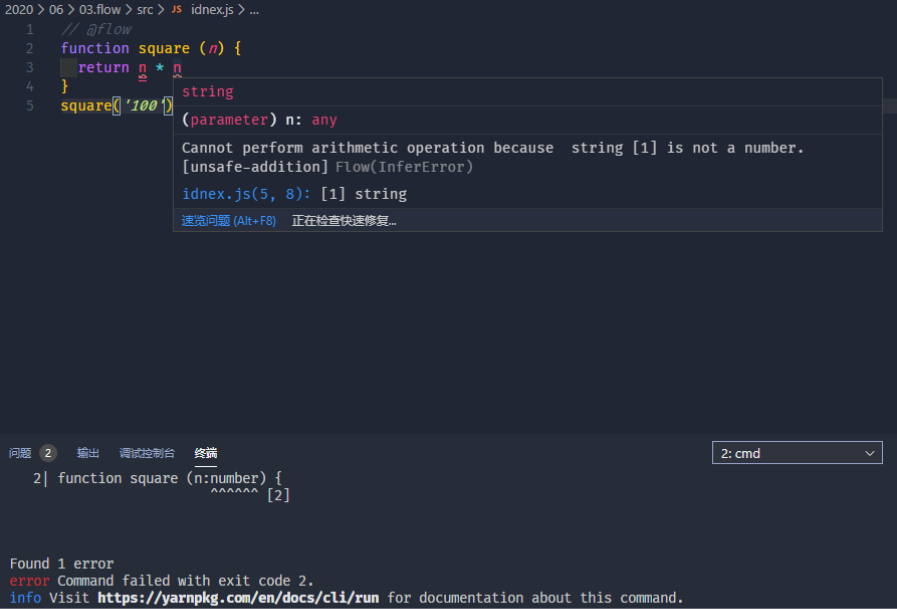 2020 > 06 > 03.flow > src > JS idnex.js > ...
1 // @flow
2 function square (n) {
3 return n * n
4 }
5 square('100')
string
(parameter) n: any
Cannot perform arithmetic operation because string [1] is not a number.
[unsafe-addition] Flow(InferError)
idnex.js(5, 8): [1] string
速览问题 (Alt+F8) 正在检查快速修复...
问题 2 输出 调试控制台 终端 2: cmd
2| function square (n:number) {
^^^^^^ [2]
Found 1 error
error Command failed with exit code 2.
info Visit https://yarnpkg.com/en/docs/cli/run for documentation about this command.